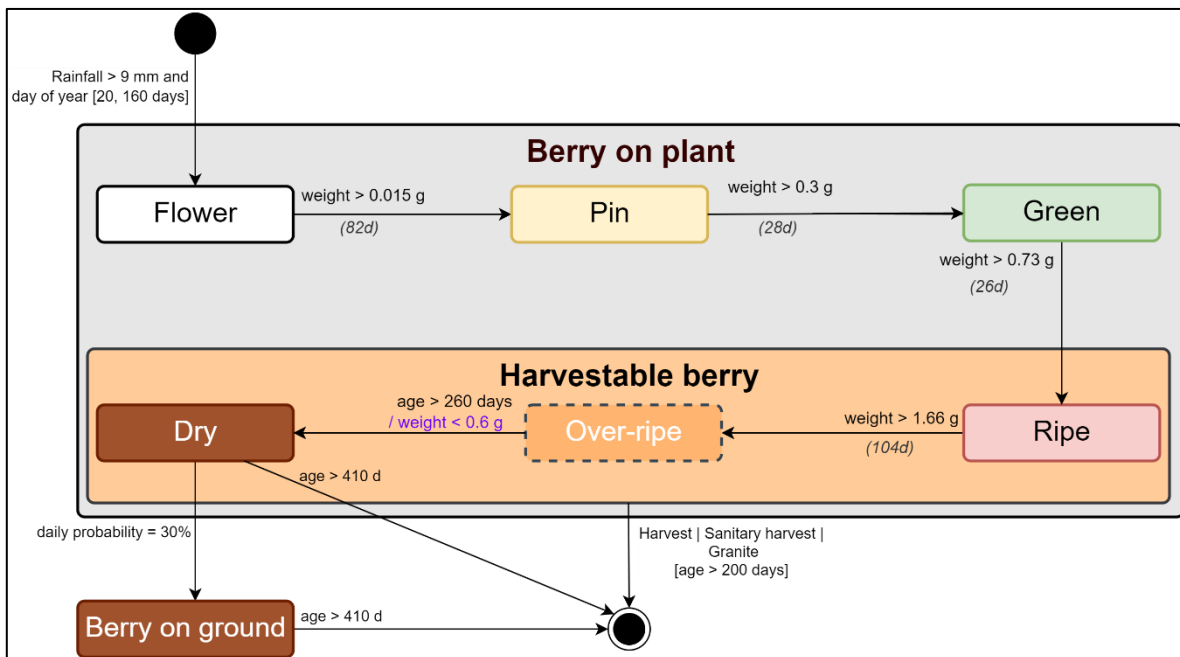 Rainfall > 9 mm and
day of year [20, 160 days]
Berry on plant
Flower
weight > 0.015 g
(82d)
Pin
weight > 0.3 g
(28d)
Green
weight > 0.73 g
(26d)
Harvestable berry
Dry
age > 260 days
/ weight < 0.6 g
Over-ripe
weight > 1.66 g
(104d)
Ripe
age > 410 d
daily probability = 30%
Harvest | Sanitary harvest |
Granite
[age > 200 days]
Berry on ground
age > 410 d